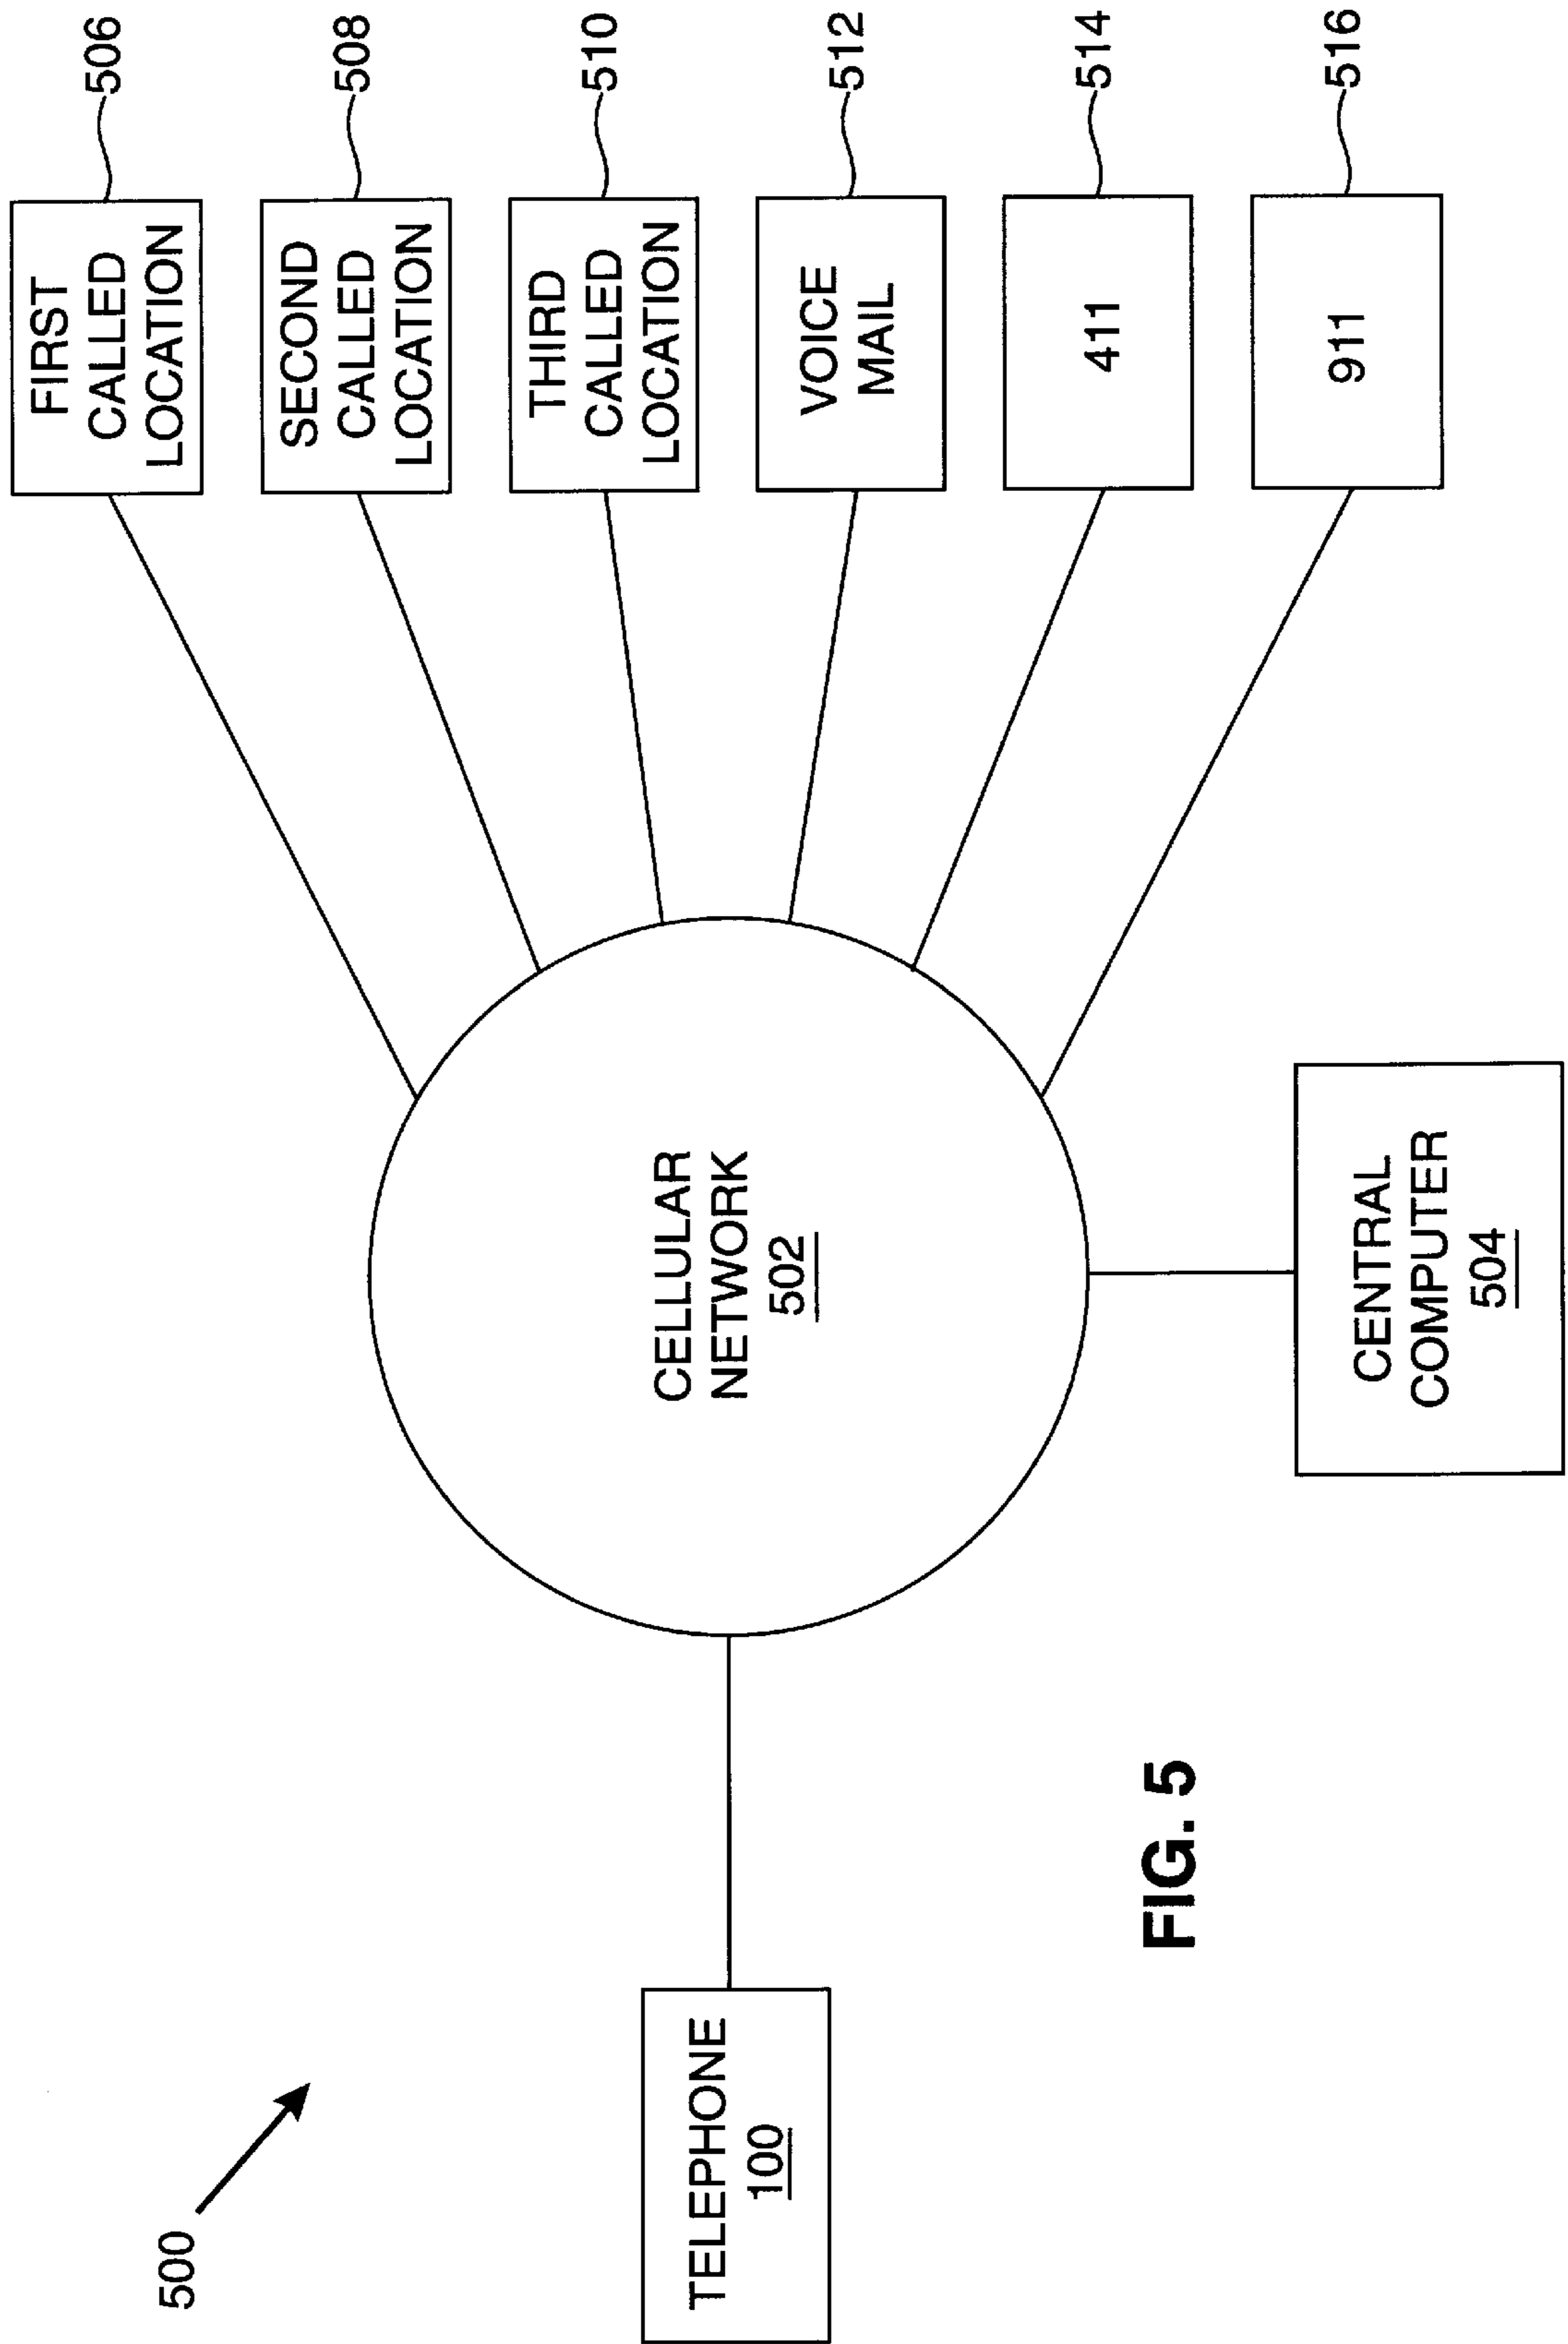 500
TELEPHONE
100
CELLULAR
NETWORK
502
CENTRAL
COMPUTER
504
FIRST
CALLED
LOCATION
506
SECOND
CALLED
LOCATION
508
THIRD
CALLED
LOCATION
510
VOICE
MAIL
512
411
514
911
516
FIG. 5